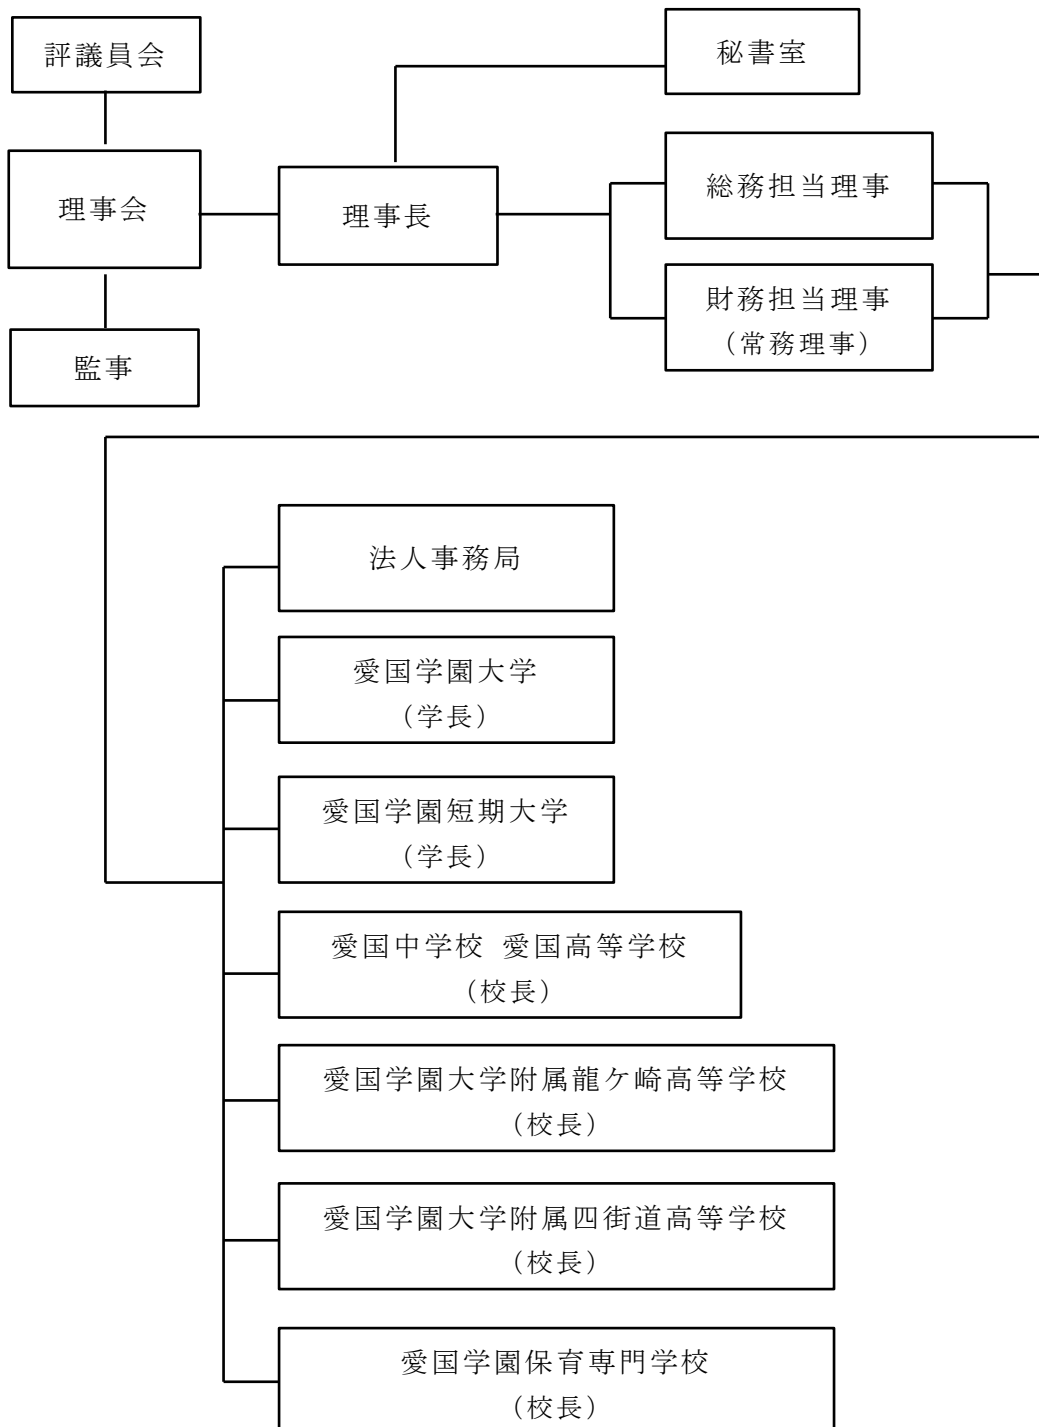 評議員会
秘書室
理事会
理事長
総務担当理事
財務担当理事
（常務理事）
監事
法人事務局
愛国学園大学
（学長）
愛国学園短期大学
（学長）
愛国中学校 愛国高等学校
（校長）
愛国学園大学附属龍ケ崎高等学校
（校長）
愛国学園大学附属四街道高等学校
（校長）
愛国学園保育専門学校
（校長）